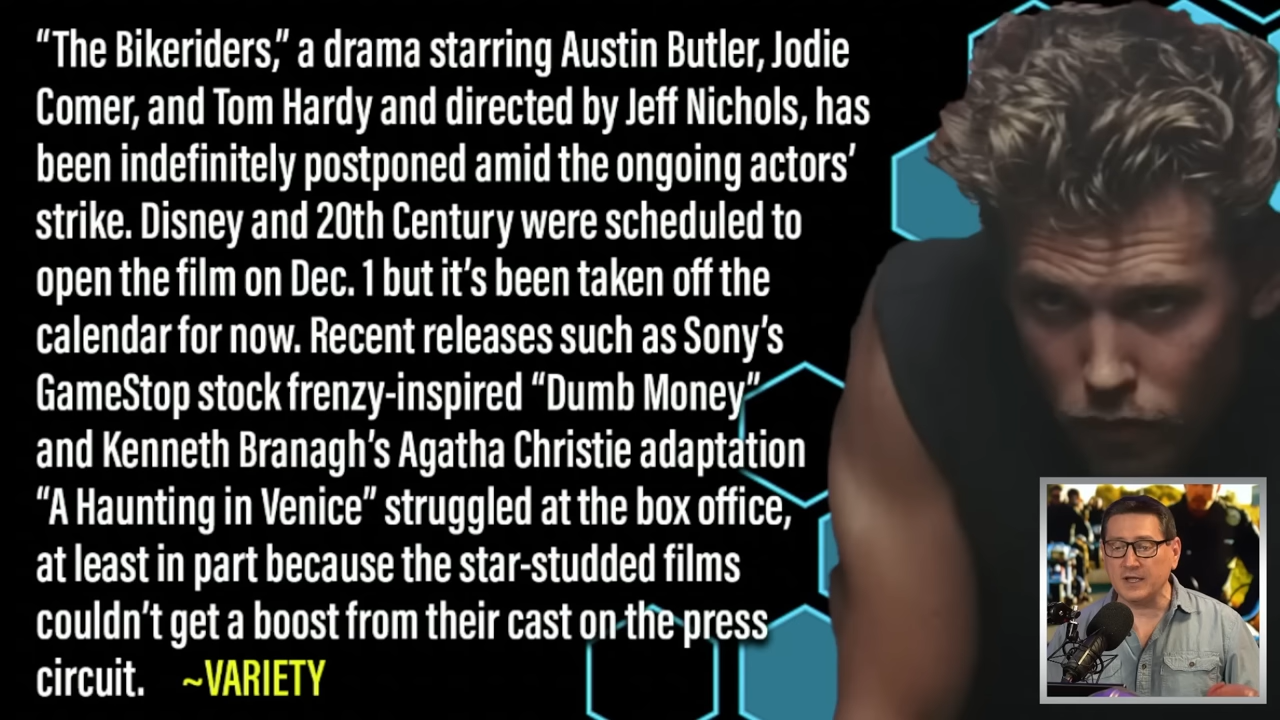 “The Bikeriders,” a drama starring Austin Butler, Jodie
Comer, and Tom Hardy and directed by Jeff Nichols, has
been indefinitely postponed amid the ongoing actors’
strike. Disney and 20th Century were scheduled to
open the film on Dec. 1 but it’s been taken off the
calendar for now. Recent releases such as Sony’s
GameStop stock frenzy-inspired “Dumb Money”
and Kenneth Branagh’s Agatha Christie adaptation
“A Haunting in Venice” struggled at the box office,
at least in part because the star-studded films
couldn’t get a boost from their cast on the press
circuit. ~VARIETY